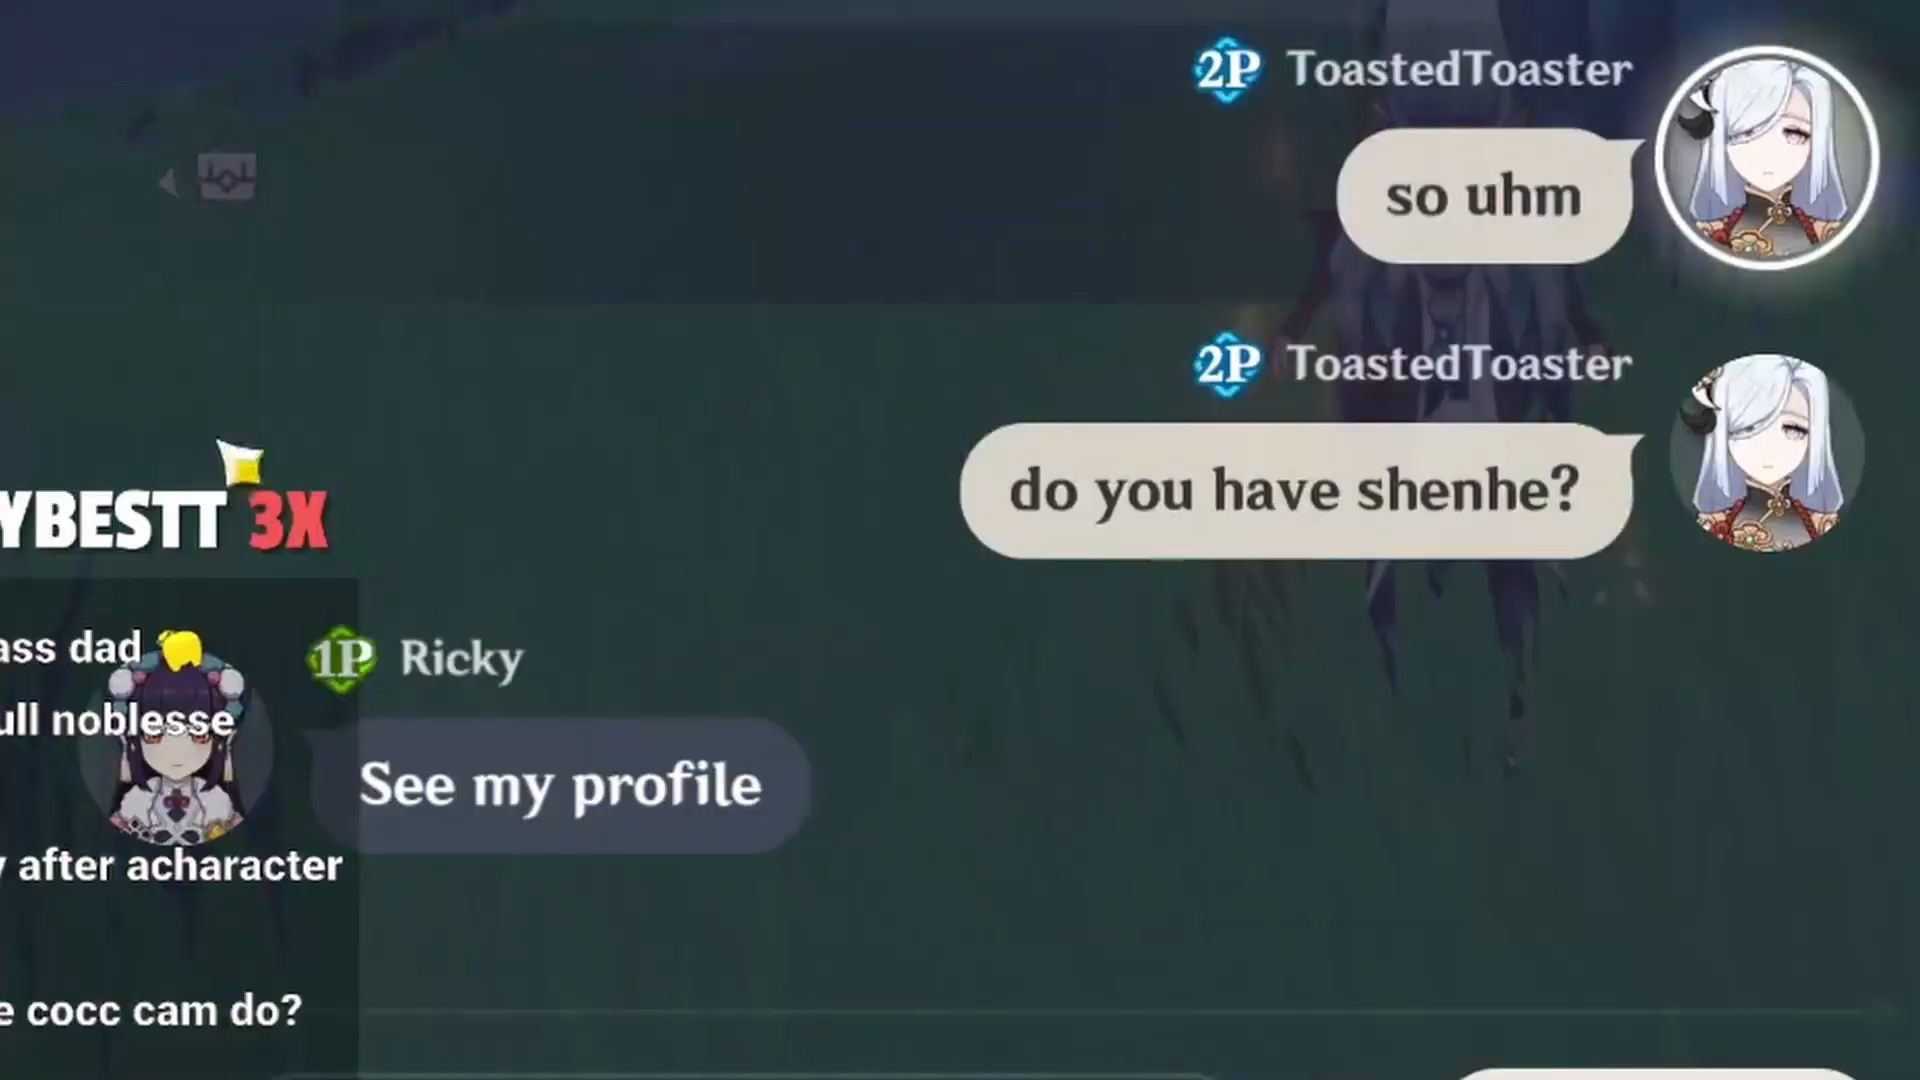 2P ToastedToaster
so uhm
2P ToastedToaster
do you have shenhe?
YBESTT 3X
ass dad
1P Ricky
ull noblesse
See my profile
after acharacter
e cocc cam do?